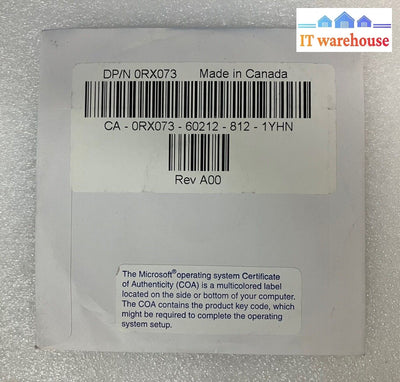 IT warehouse
DP/N 0RX073 Made in Canada
CA - 0RX073 - 60212 - 812 - 1YHN
Rev A00
The Microsoft® operating system Certificate
of Authenticity (COA) is a multicolored label
located on the side or bottom of your computer.
The COA contains the product key code, which
might be required to complete the operating
system setup.